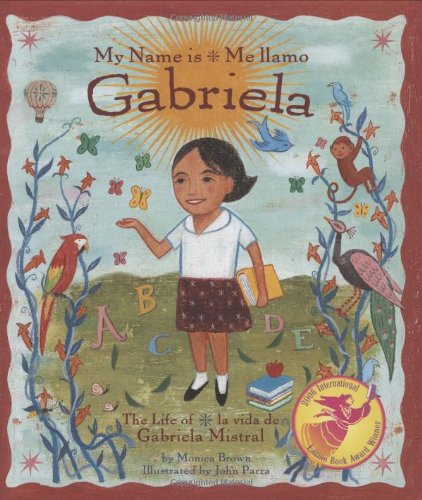 My Name is * Me llamo
Gabriela
A B C D E
The Life of * la vida de
Gabriela Mistral
by Monica Brown
Illustrated by John Parra
2006 International
Latino Book Award Winner